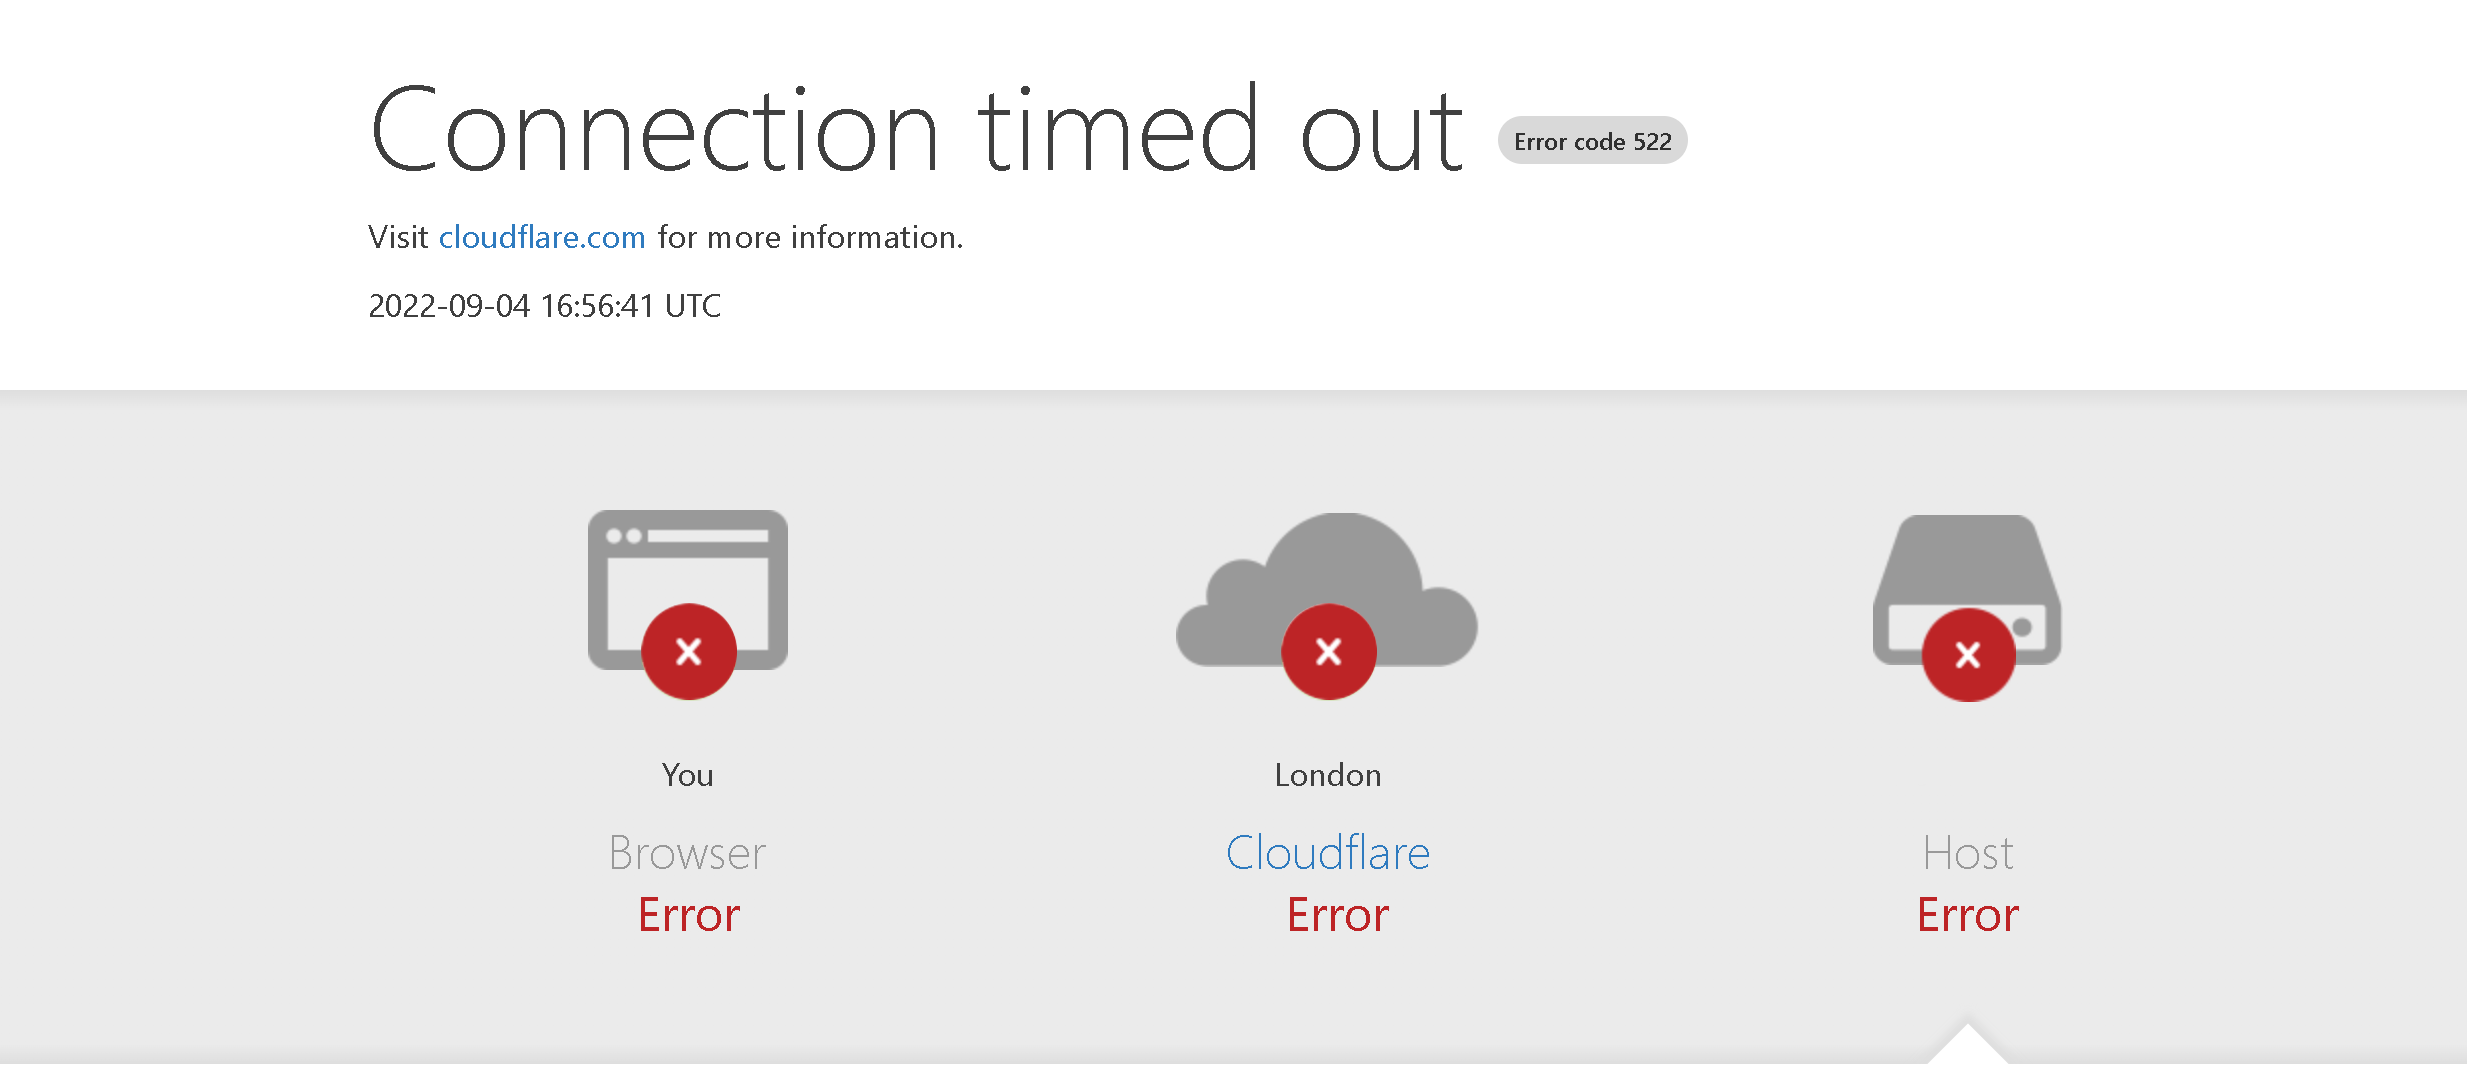 Connection timed out Error code 522
Visit cloudflare.com for more information.
2022-09-04 16:56:41 UTC
You
Browser
Error
London
Cloudflare
Error
Host
Error